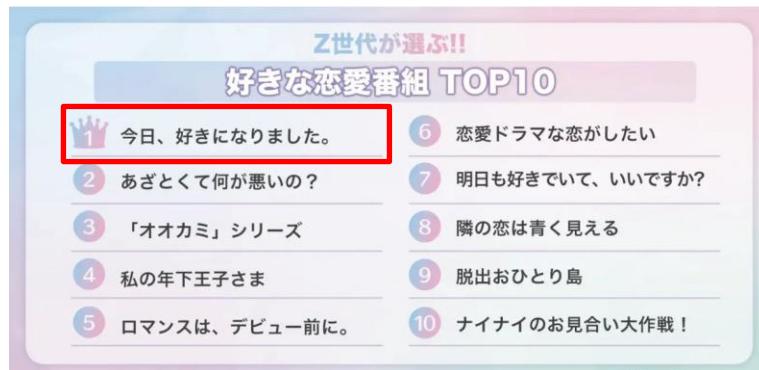 Z世代が選ぶ!!
好きな恋愛番組 TOP10
1 今日、好きになりました。
2 あざとくて何が悪いの？
3 「オオカミ」シリーズ
4 私の年下王子さま
5 ロマンスは、デビュー前に。
6 恋愛ドラマな恋がしたい
7 明日も好きでいて、いいですか?
8 隣の恋は青く見える
9 脱出おひとり島
10 ナイナイのお見合い大作戦！